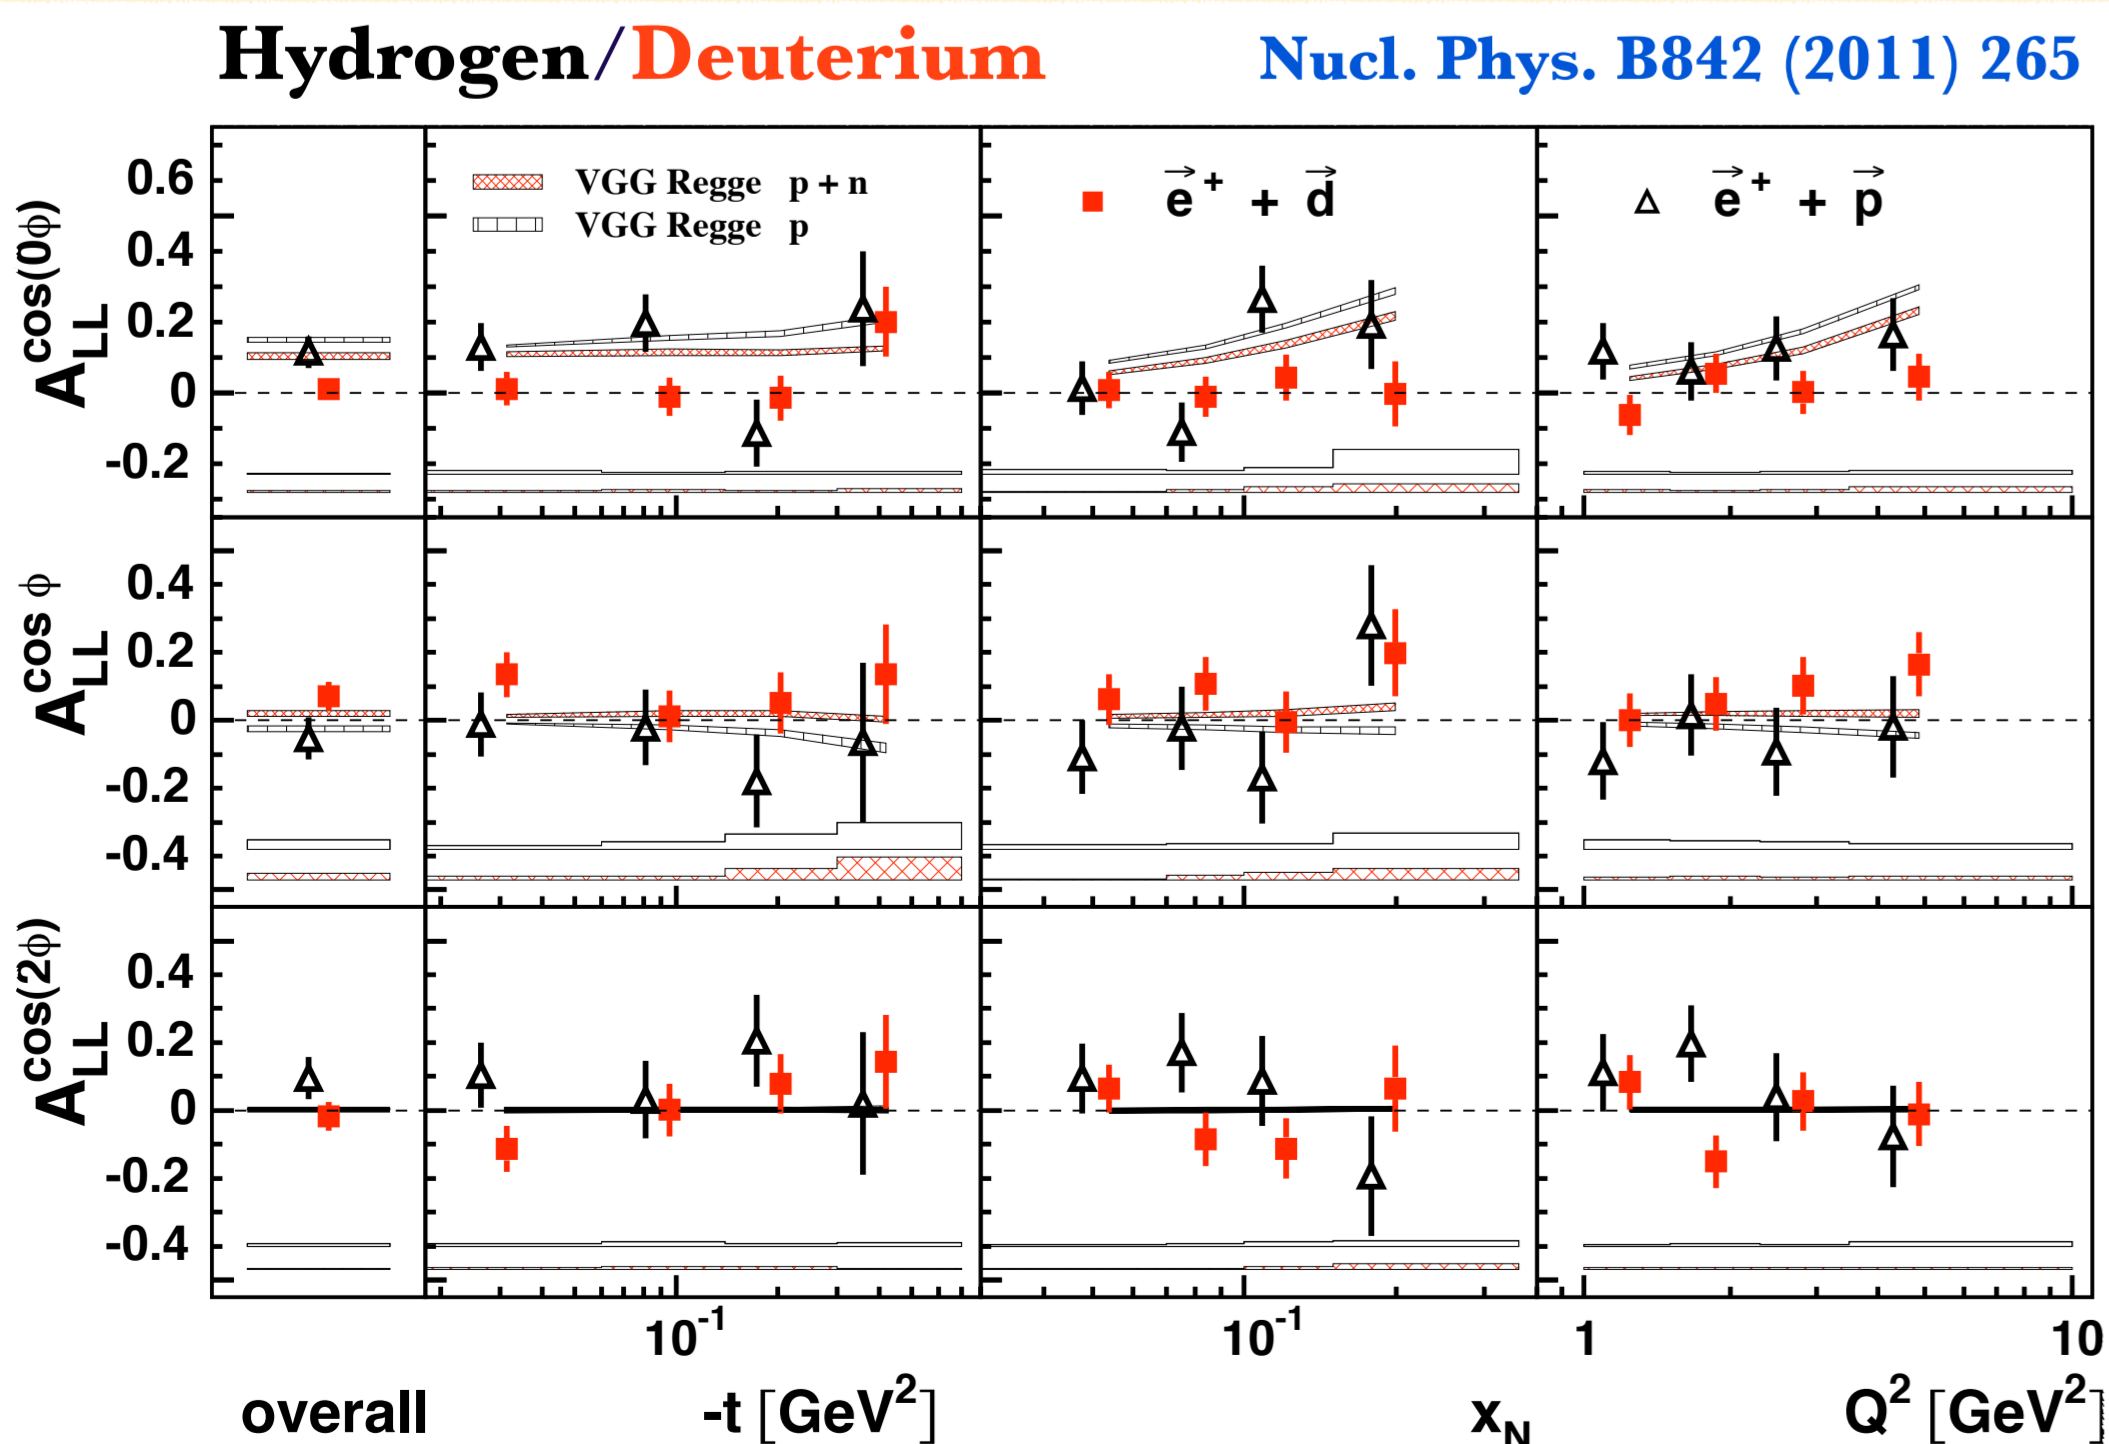 Hydrogen/Deuterium Nucl. Phys. B842 (2011) 265
A_LL^cos(0ϕ)
0.6
0.4
0.2
0
-0.2
VGG Regge p + n
VGG Regge p
e⃗⁺ + d⃗
e⃗⁺ + p⃗
A_LL^cos ϕ
0.4
0.2
0
-0.2
-0.4
A_LL^cos(2ϕ)
0.4
0.2
0
-0.2
-0.4
10⁻¹ 10⁻¹ 1 10
overall -t [GeV²] x_N Q² [GeV²]